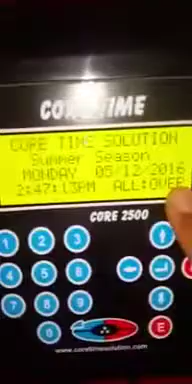 CORE TIME
CORE TIME SOLUTION
Summer Season
MONDAY 05/12/2016
2:47:13PM ALL:OVER
CORE 2500
1 2 3
4 5 6
7 8 9
0 E
www.coretimesolution.com